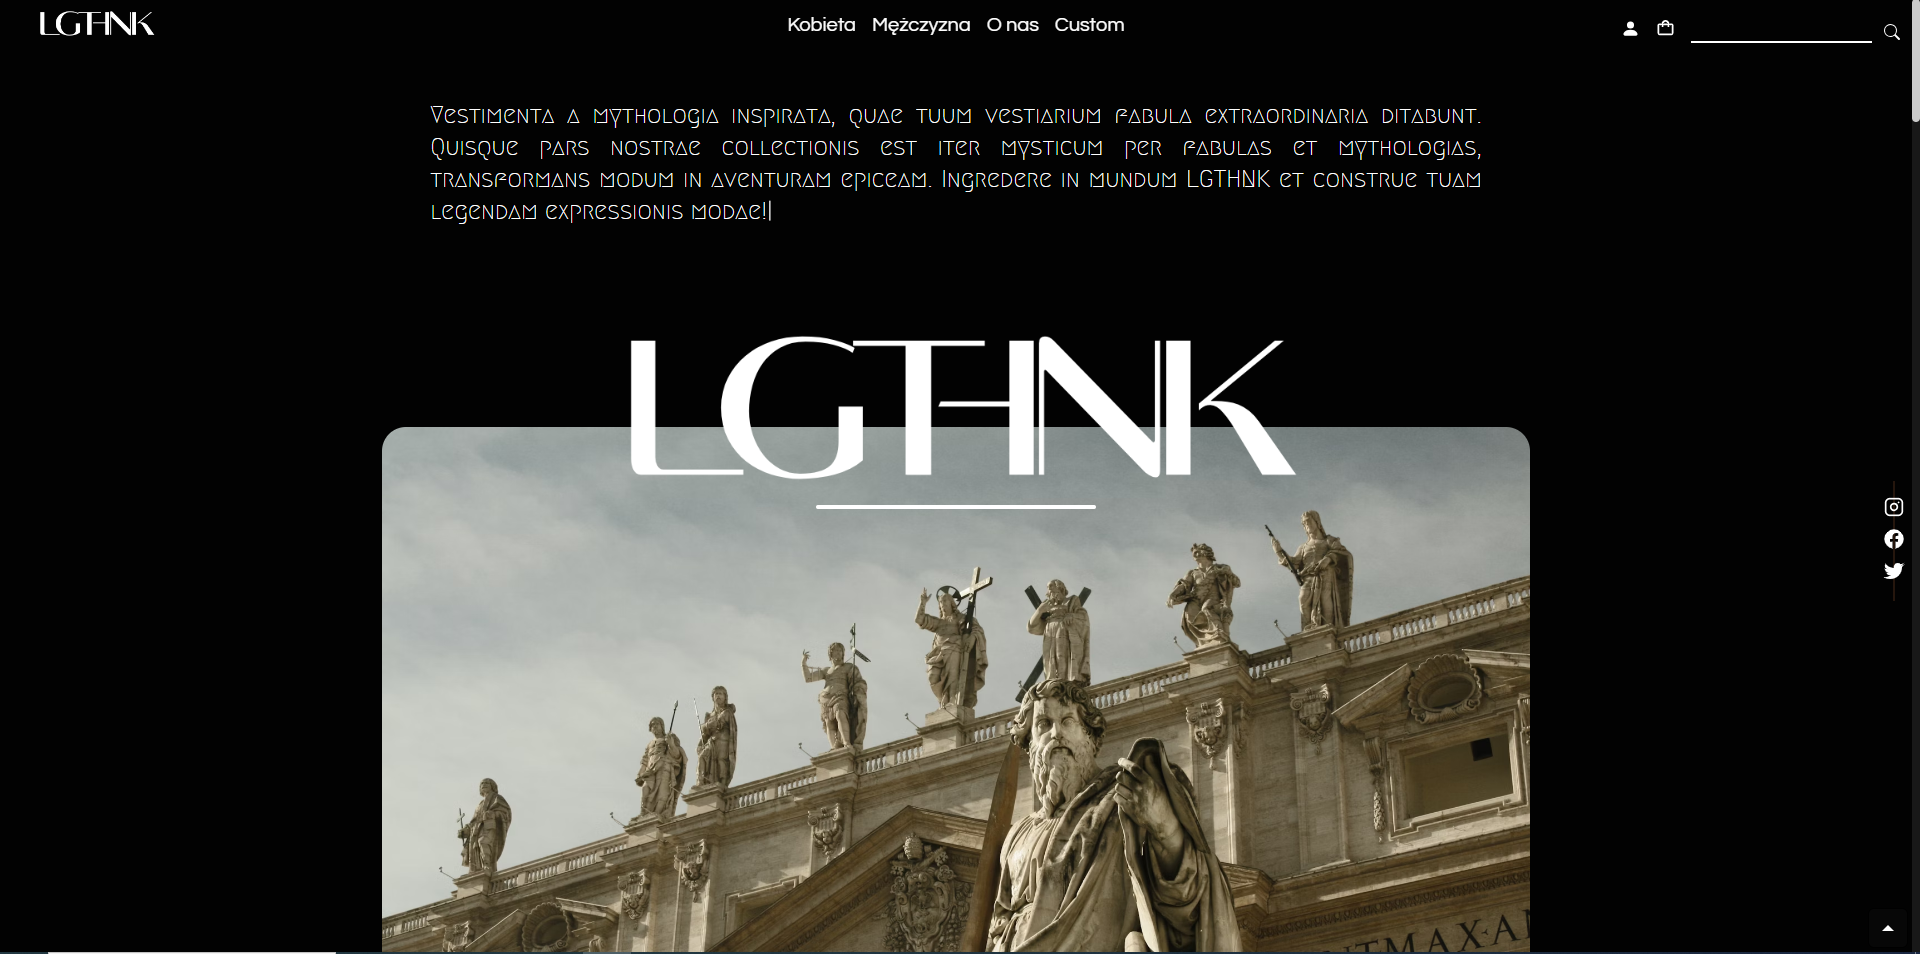 LGTHNK
Kobieta Mężczyzna O nas Custom
Vestimenta a mythologia inspirata, quae tuum vestiarium fabula extraordinaria ditabunt.
Quisque pars nostrae collectionis est iter mysticum per fabulas et mythologias,
transformans modum in aventuram epiceam. Ingredere in mundum LGTHNK et construe tuam
legendam expressionis modae!|
LGTHNK